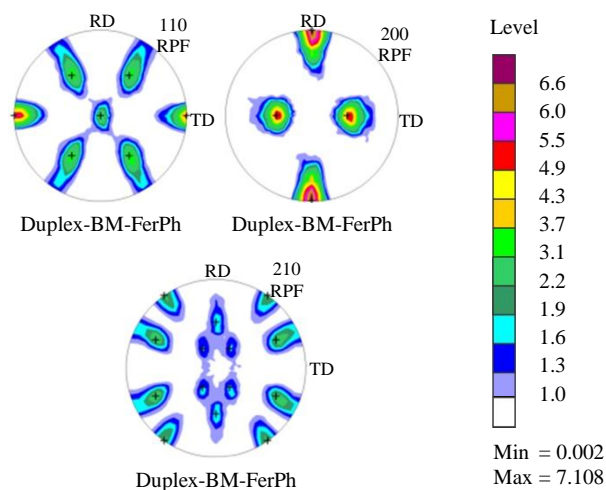 RD
110
RPF
TD
Duplex-BM-FerPh
RD
200
RPF
TD
Duplex-BM-FerPh
RD
210
RPF
TD
Duplex-BM-FerPh
Level
6.6
6.0
5.5
4.9
4.3
3.7
3.1
2.2
1.9
1.6
1.3
1.0
Min = 0.002
Max = 7.108